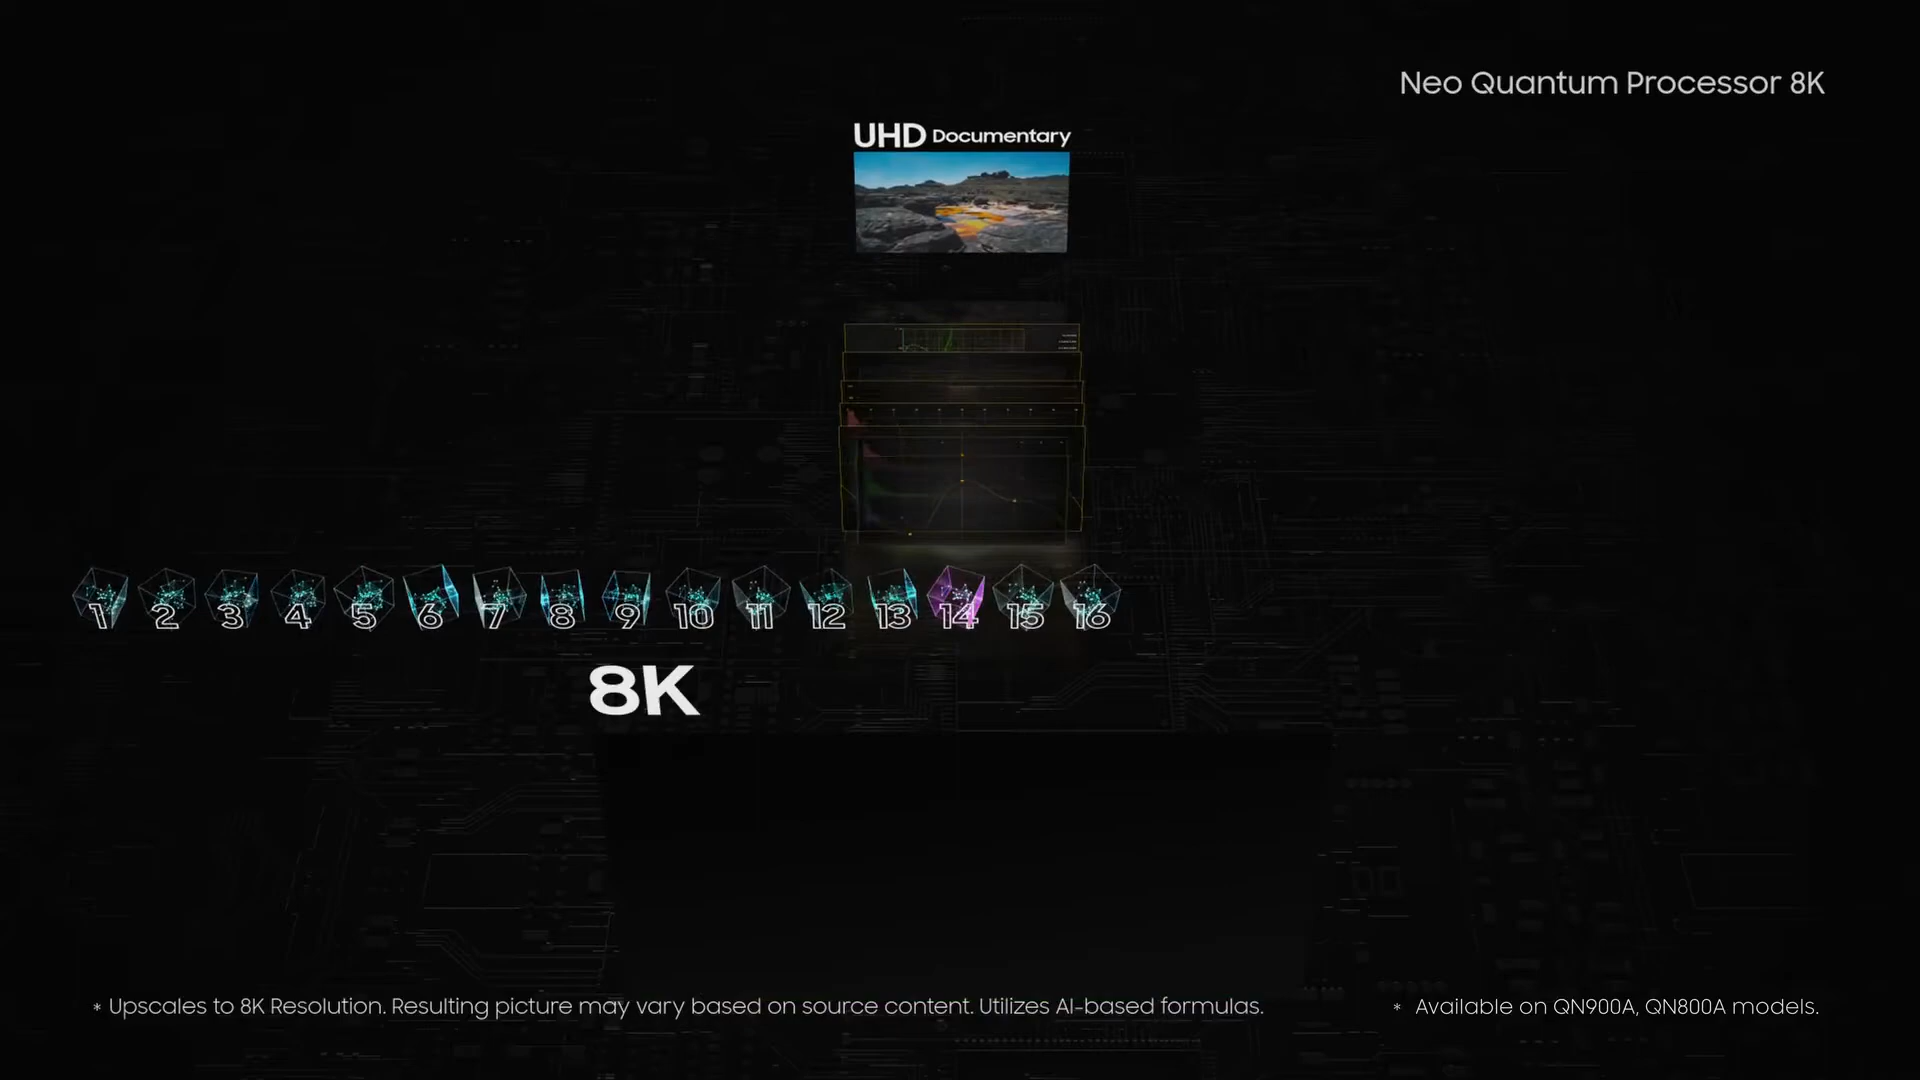 Neo Quantum Processor 8K
UHD Documentary
1 2 3 4 5 6 7 8 9 10 11 12 13 14 15 16
8K
* Upscales to 8K Resolution. Resulting picture may vary based on source content. Utilizes AI-based formulas.
* Available on QN900A, QN800A models.